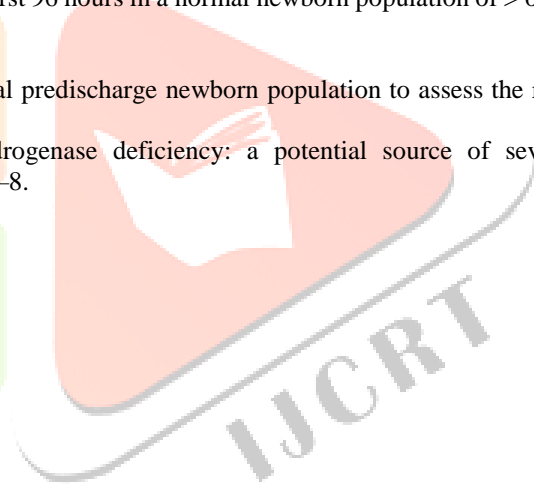 rst 96 hours in a normal newborn population of > 6
al predischarge newborn population to assess the r
drogenase deficiency: a potential source of sev
–8.
IJCRT